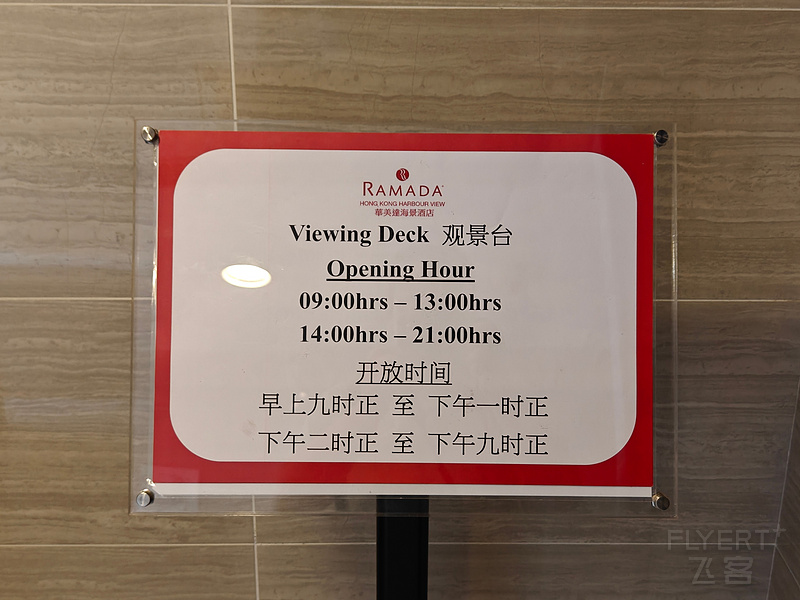 RAMADA
HONG KONG HARBOUR VIEW
華美達海景酒店
Viewing Deck 观景台
Opening Hour
09:00hrs – 13:00hrs
14:00hrs – 21:00hrs
开放时间
早上九时正 至 下午一时正
下午二时正 至 下午九时正
FLYERT
飞客